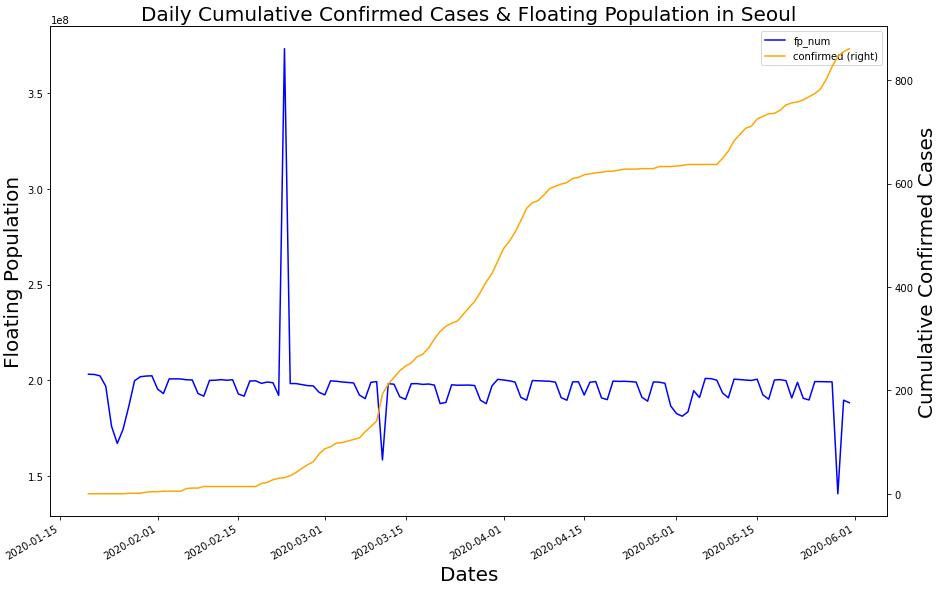 Daily Cumulative Confirmed Cases & Floating Population in Seoul
1e8
fp_num
confirmed (right)
3.5
3.0
2.5
2.0
1.5
Floating Population
800
600
400
200
0
Cumulative Confirmed Cases
2020-01-15
2020-02-01
2020-02-15
2020-03-01
2020-03-15
2020-04-01
2020-04-15
2020-05-01
2020-05-15
2020-06-01
Dates